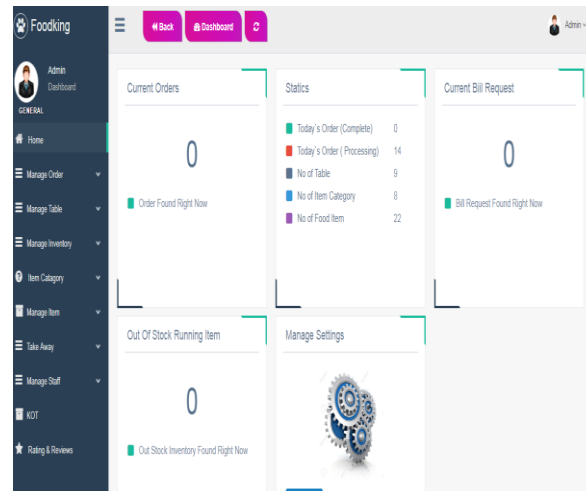 Foodking
Back
Dashboard
Admin
Admin
Dashboard
GENERAL
Home
Manage Order
Manage Table
Manage Inventory
Item Catagory
Manage Item
Take Away
Manage Staff
KOT
Rating & Reviews
Current Orders
0
Order Found Right Now
Statics
Today`s Order (Complete) 0
Today`s Order ( Processing) 14
No of Table 9
No of Item Category 8
No of Food Item 22
Current Bill Request
0
Bill Request Found Right Now
Out Of Stock Running Item
0
Out Stock Inventory Found Right Now
Manage Settings